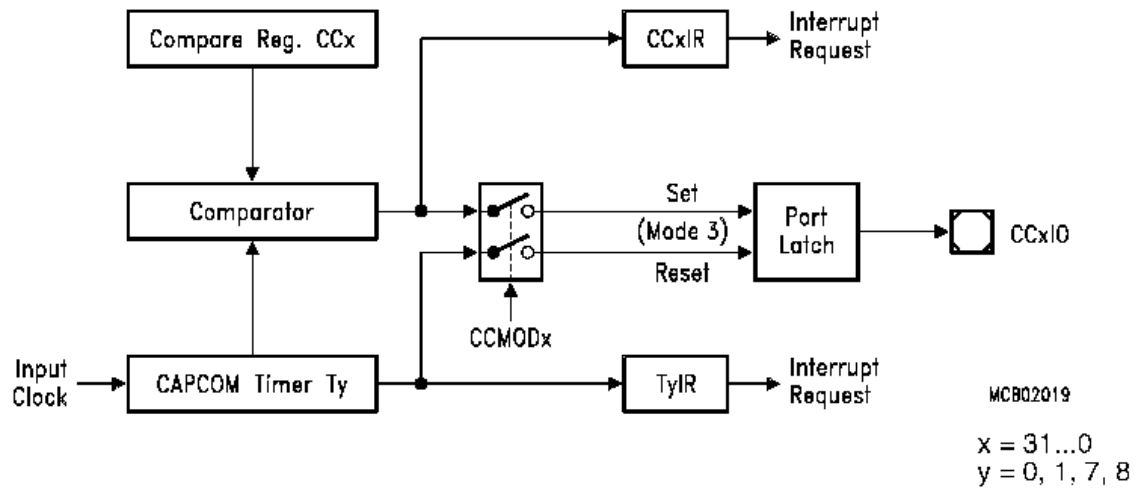 Compare Reg. CCx
CCxIR
Interrupt
Request
Comparator
Set
(Mode 3)
Reset
Port
Latch
CCxIO
CCMODx
Input
Clock
CAPCOM Timer Ty
TyIR
Interrupt
Request
MCB02019
x = 31...0
y = 0, 1, 7, 8